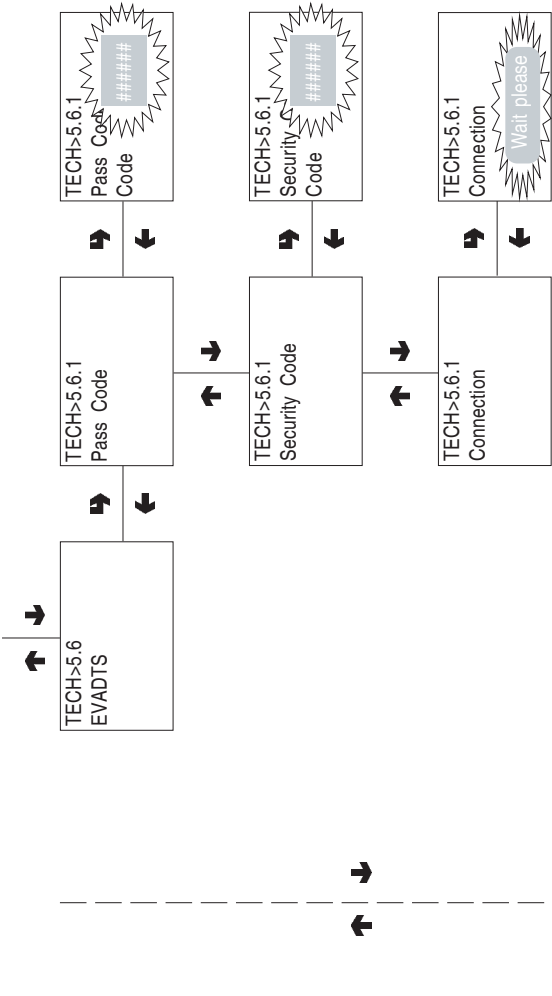 TECH>5.6
EVADTS
TECH>5.6.1
Pass Code
TECH>5.6.1
Pass Cod
Code
######
TECH>5.6.1
Security Code
TECH>5.6.1
Security C
Code
######
TECH>5.6.1
Connection
TECH>5.6.1
Connection
Wait please